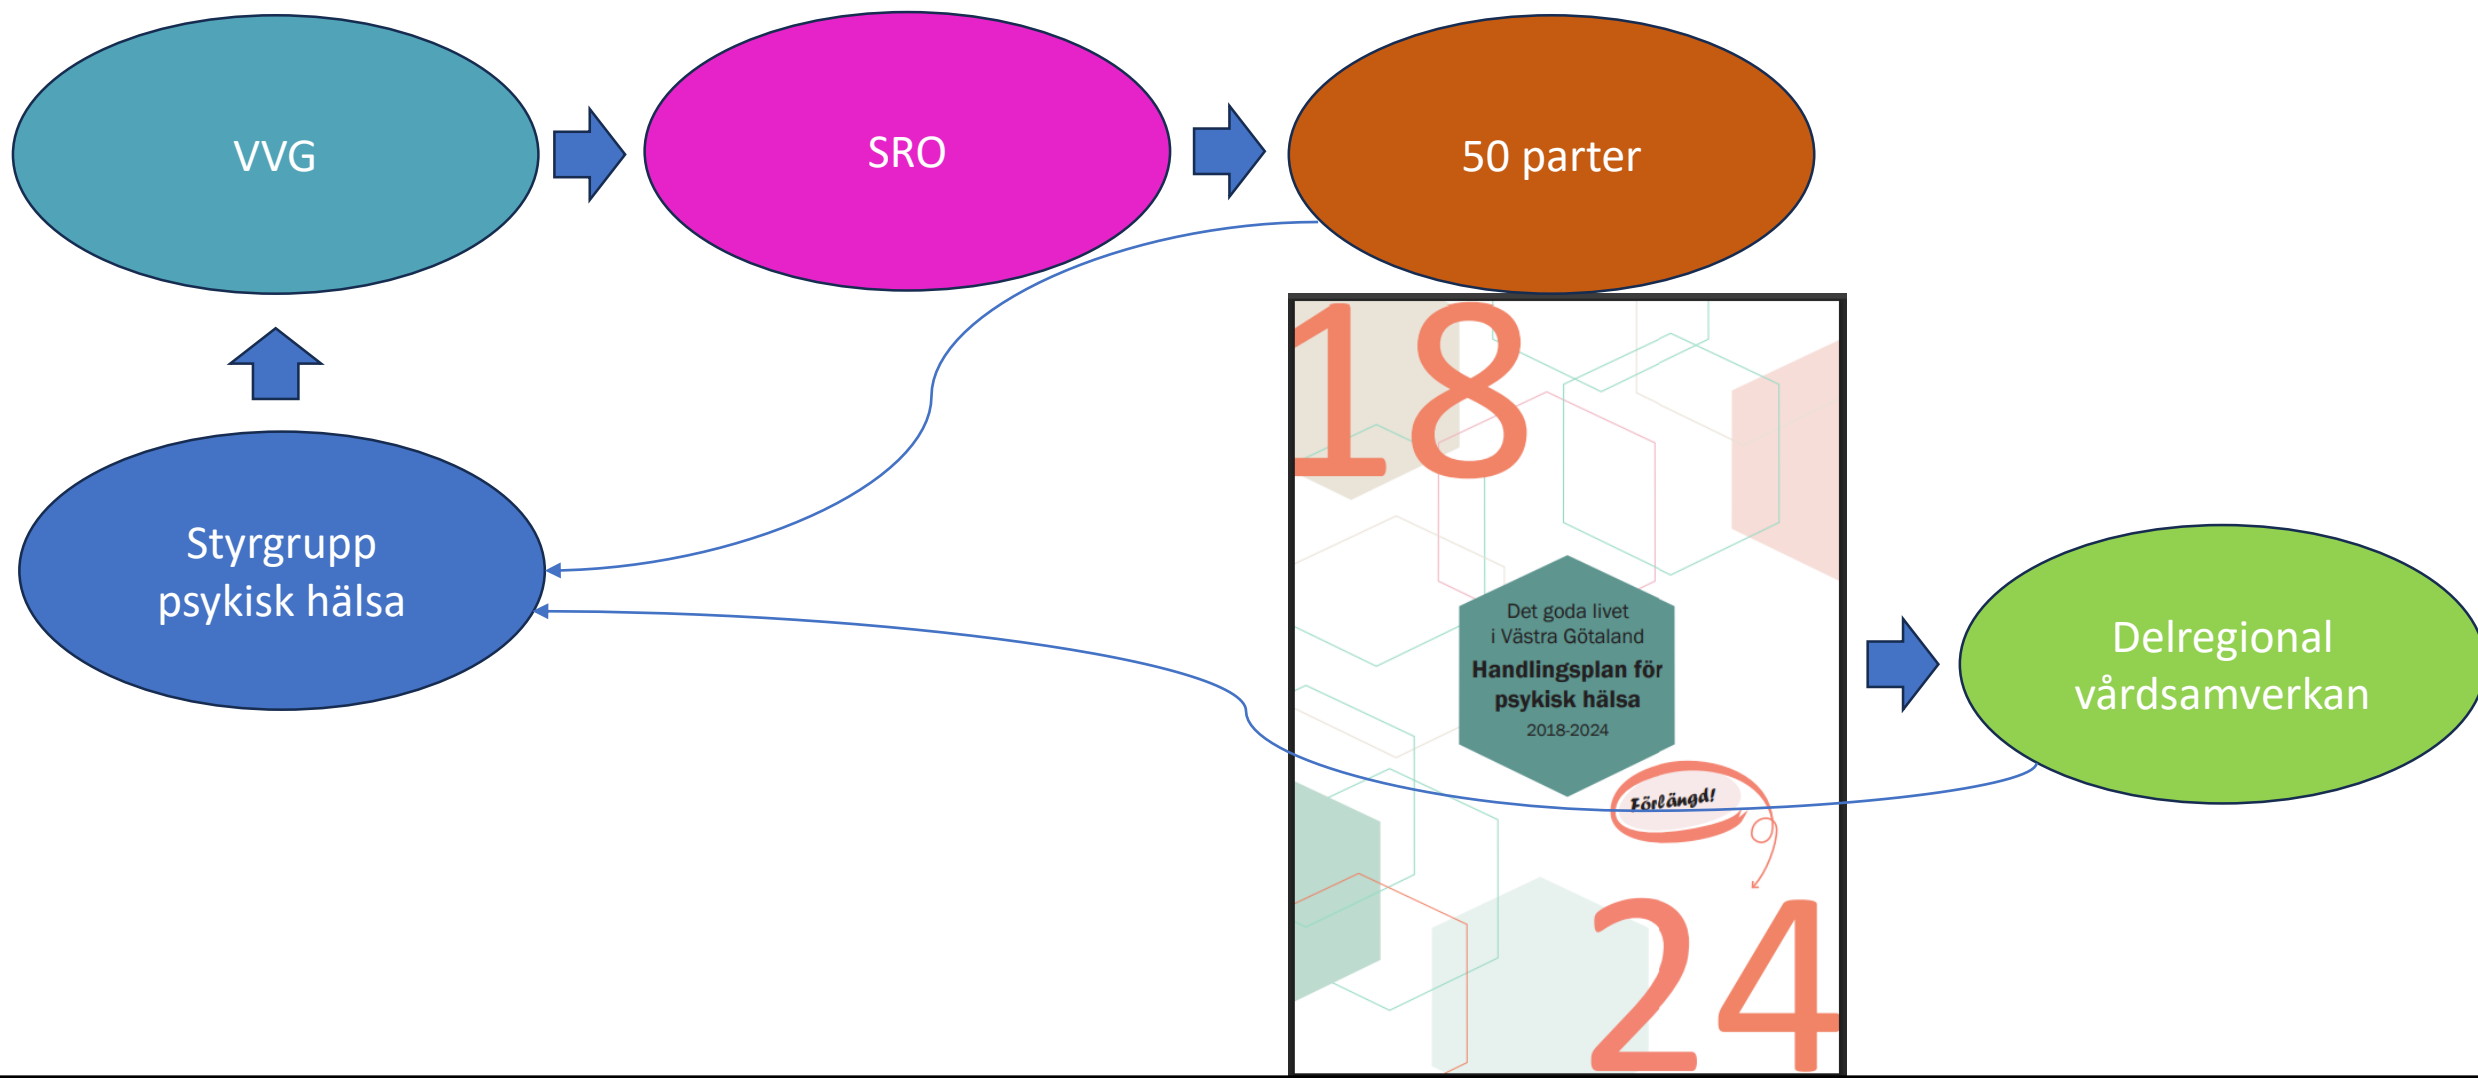 VVG
SRO
50 parter
Styrgrupp
psykisk hälsa
18
Det goda livet
i Västra Götaland
Handlingsplan för
psykisk hälsa
2018-2024
Förlängd!
24
Delregional
vårdsamverkan